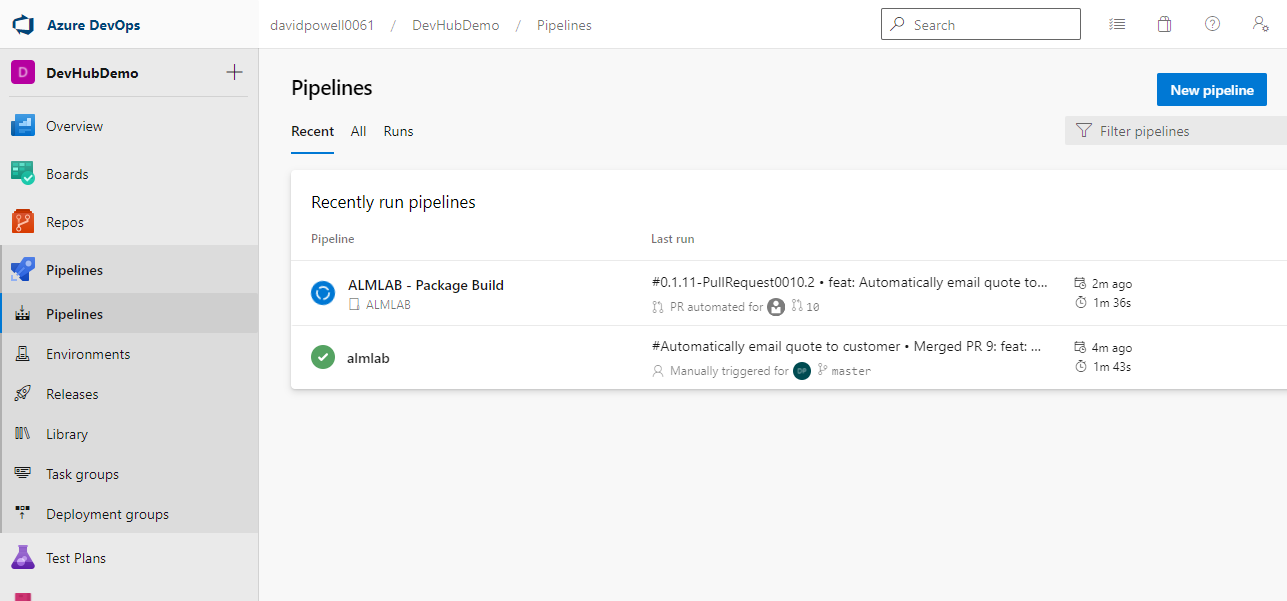 Azure DevOps
davidpowell0061 / DevHubDemo / Pipelines
Search
D DevHubDemo
Overview
Boards
Repos
Pipelines
Pipelines
Environments
Releases
Library
Task groups
Deployment groups
Test Plans
Pipelines
New pipeline
Recent All Runs
Filter pipelines
Recently run pipelines
Pipeline Last run
ALMLAB - Package Build
ALMLAB
#0.1.11-PullRequest0010.2 • feat: Automatically email quote to...
PR automated for 10
2m ago
1m 36s
almlab
#Automatically email quote to customer • Merged PR 9: feat: ...
Manually triggered for DP master
4m ago
1m 43s